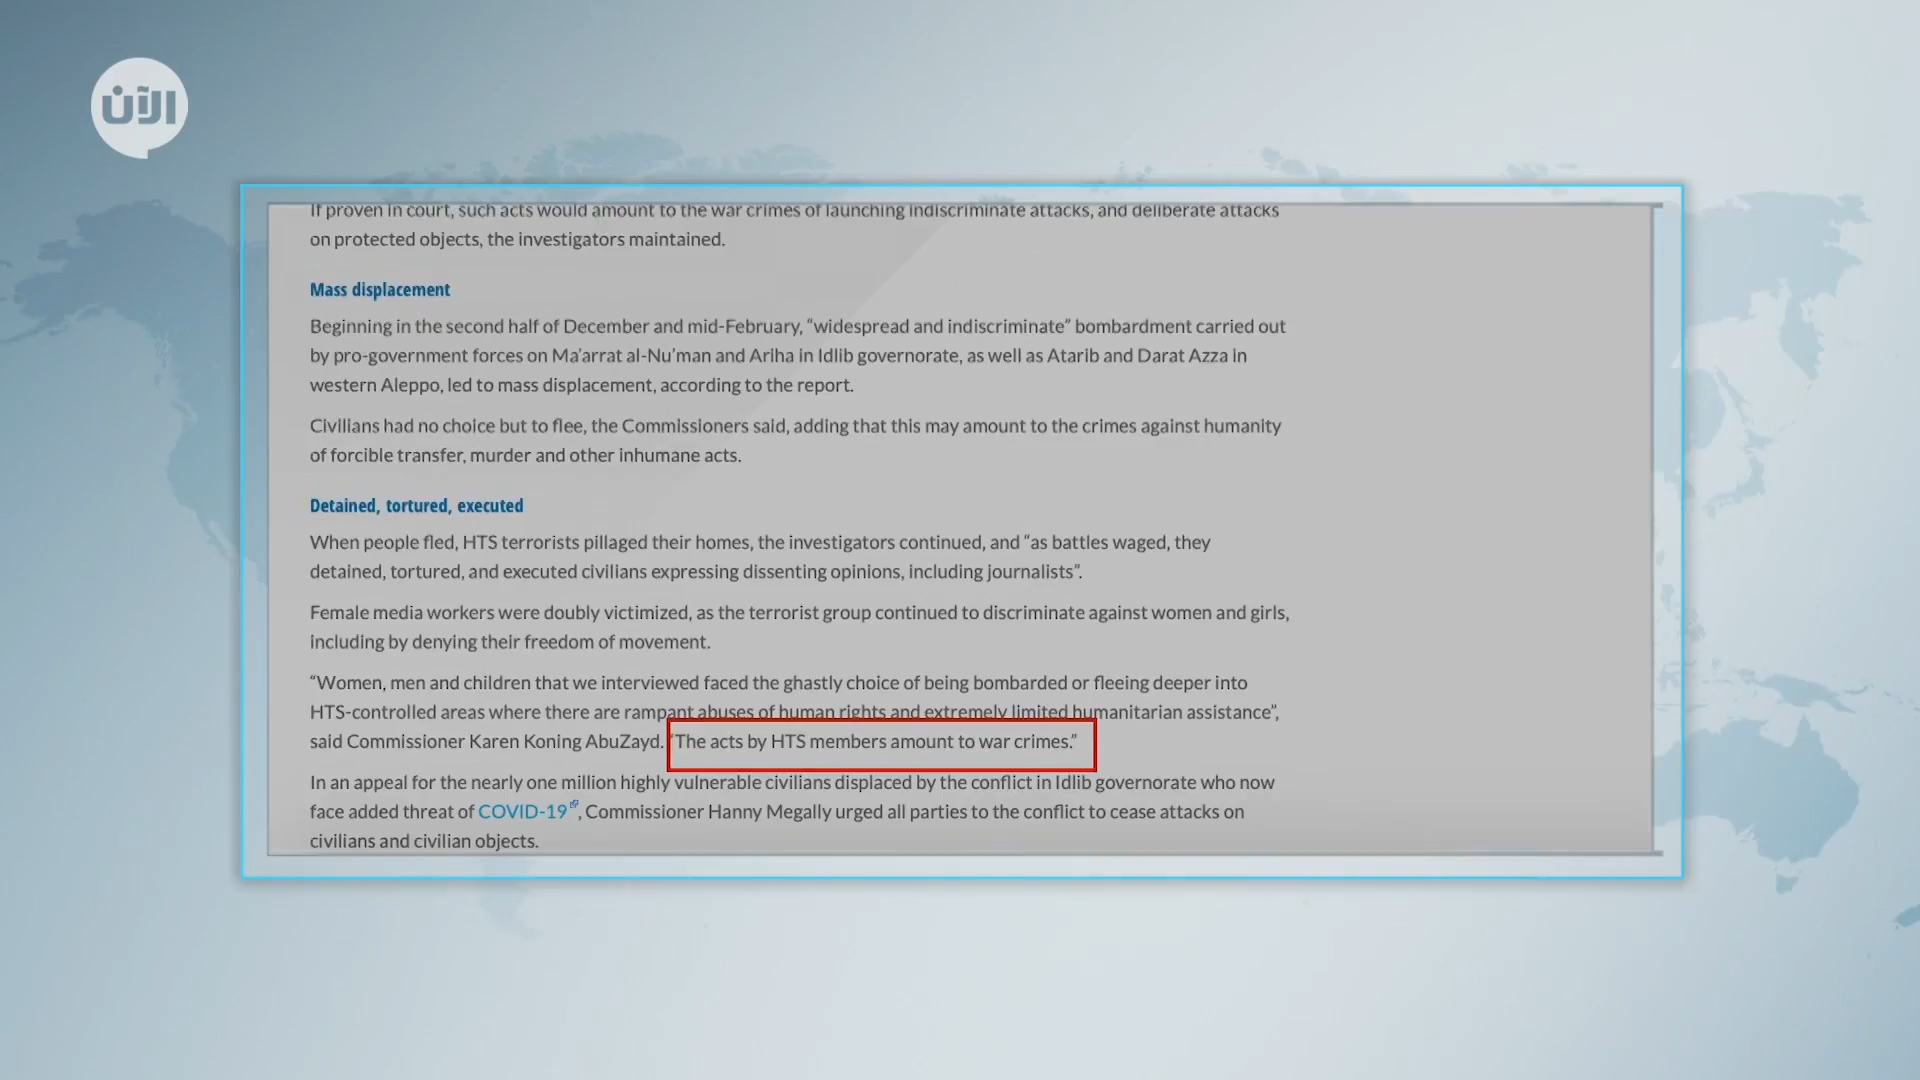 الآن
If proven in court, such acts would amount to the war crimes of launching indiscriminate attacks, and deliberate attacks
on protected objects, the investigators maintained.
Mass displacement
Beginning in the second half of December and mid-February, “widespread and indiscriminate” bombardment carried out
by pro-government forces on Ma’arrat al-Nu’man and Ariha in Idlib governorate, as well as Atarib and Darat Azza in
western Aleppo, led to mass displacement, according to the report.
Civilians had no choice but to flee, the Commissioners said, adding that this may amount to the crimes against humanity
of forcible transfer, murder and other inhumane acts.
Detained, tortured, executed
When people fled, HTS terrorists pillaged their homes, the investigators continued, and “as battles waged, they
detained, tortured, and executed civilians expressing dissenting opinions, including journalists”.
Female media workers were doubly victimized, as the terrorist group continued to discriminate against women and girls,
including by denying their freedom of movement.
“Women, men and children that we interviewed faced the ghastly choice of being bombarded or fleeing deeper into
HTS-controlled areas where there are rampant abuses of human rights and extremely limited humanitarian assistance”,
said Commissioner Karen Koning AbuZayd. “The acts by HTS members amount to war crimes.”
In an appeal for the nearly one million highly vulnerable civilians displaced by the conflict in Idlib governorate who now
face added threat of COVID-19, Commissioner Hanny Megally urged all parties to the conflict to cease attacks on
civilians and civilian objects.